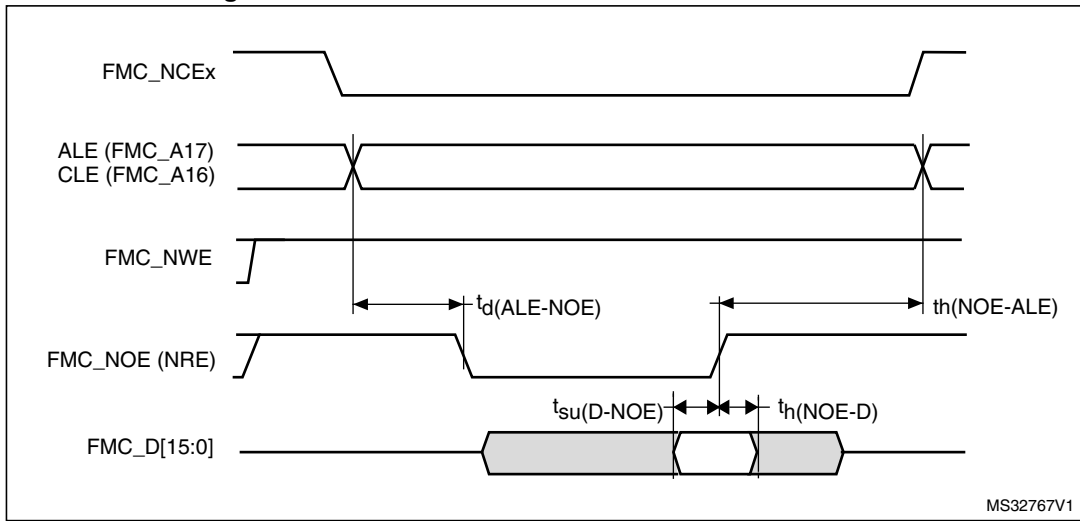 FMC_NCEx
ALE (FMC_A17)
CLE (FMC_A16)
FMC_NWE
td(ALE-NOE)
th(NOE-ALE)
FMC_NOE (NRE)
tsu(D-NOE)
th(NOE-D)
FMC_D[15:0]
MS32767V1